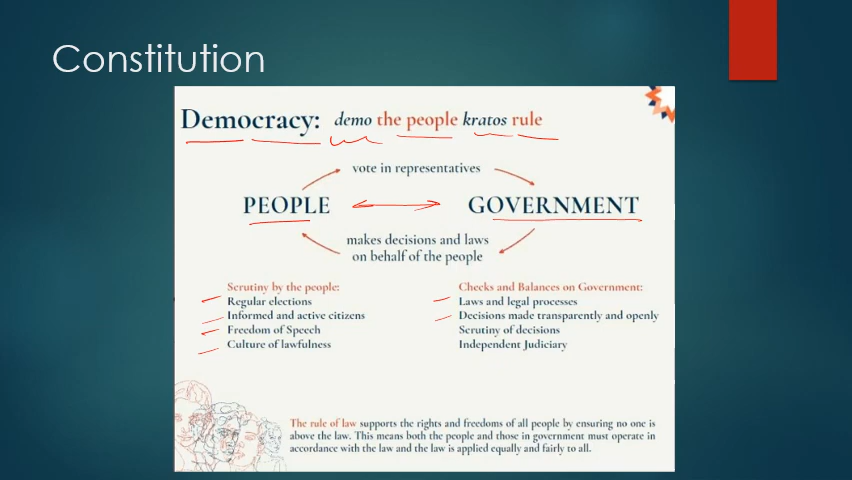 Constitution
Democracy: demo the people kratos rule
vote in representatives
PEOPLE
GOVERNMENT
makes decisions and laws
on behalf of the people
Scrutiny by the people:
Regular elections
Informed and active citizens
Freedom of Speech
Culture of lawfulness
Checks and Balances on Government:
Laws and legal processes
Decisions made transparently and openly
Scrutiny of decisions
Independent Judiciary
The rule of law supports the rights and freedoms of all people by ensuring no one is
above the law. This means both the people and those in government must operate in
accordance with the law and the law is applied equally and fairly to all.